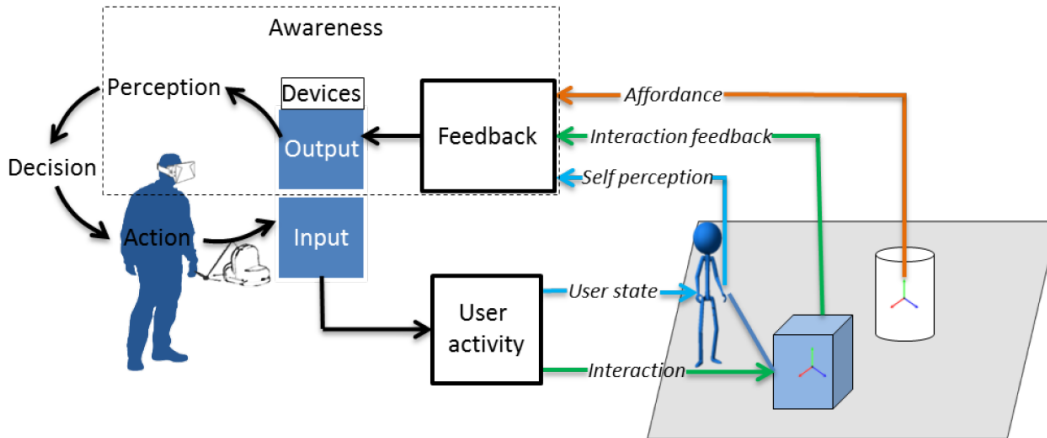 Awareness
Perception
Devices
Output
Feedback
Affordance
Interaction feedback
Self perception
Decision
Action
Input
User
activity
User state
Interaction